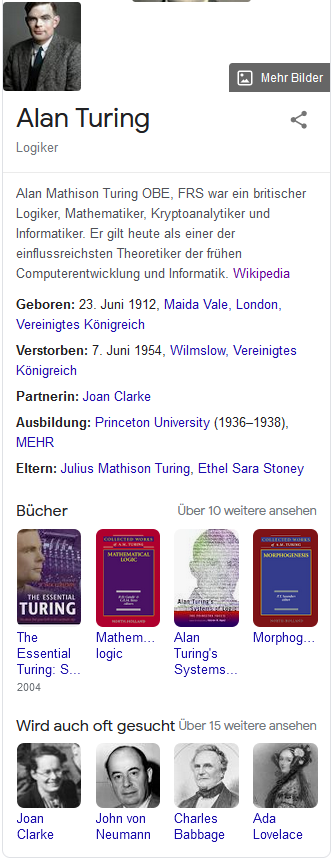 Mehr Bilder
Alan Turing
Logiker
Alan Mathison Turing OBE, FRS war ein britischer
Logiker, Mathematiker, Kryptoanalytiker und
Informatiker. Er gilt heute als einer der
einflussreichsten Theoretiker der frühen
Computerentwicklung und Informatik. Wikipedia
Geboren: 23. Juni 1912, Maida Vale, London,
Vereinigtes Königreich
Verstorben: 7. Juni 1954, Wilmslow, Vereinigtes
Königreich
Partnerin: Joan Clarke
Ausbildung: Princeton University (1936–1938),
MEHR
Eltern: Julius Mathison Turing, Ethel Sara Stoney
Bücher
Über 10 weitere ansehen
THE ESSENTIAL
TURING
COLLECTED WORKS
OF A.M. TURING
MATHEMATICAL
LOGIC
NORTH-HOLLAND
Alan Turing's
Systems of Logic
COLLECTED WORKS
OF A.M. TURING
MORPHOGENESIS
NORTH-HOLLAND
The
Essential
Turing: S...
2004
Mathem...
logic
Alan
Turing's
Systems...
Morphog...
Wird auch oft gesucht
Über 15 weitere ansehen
Joan
Clarke
John von
Neumann
Charles
Babbage
Ada
Lovelace